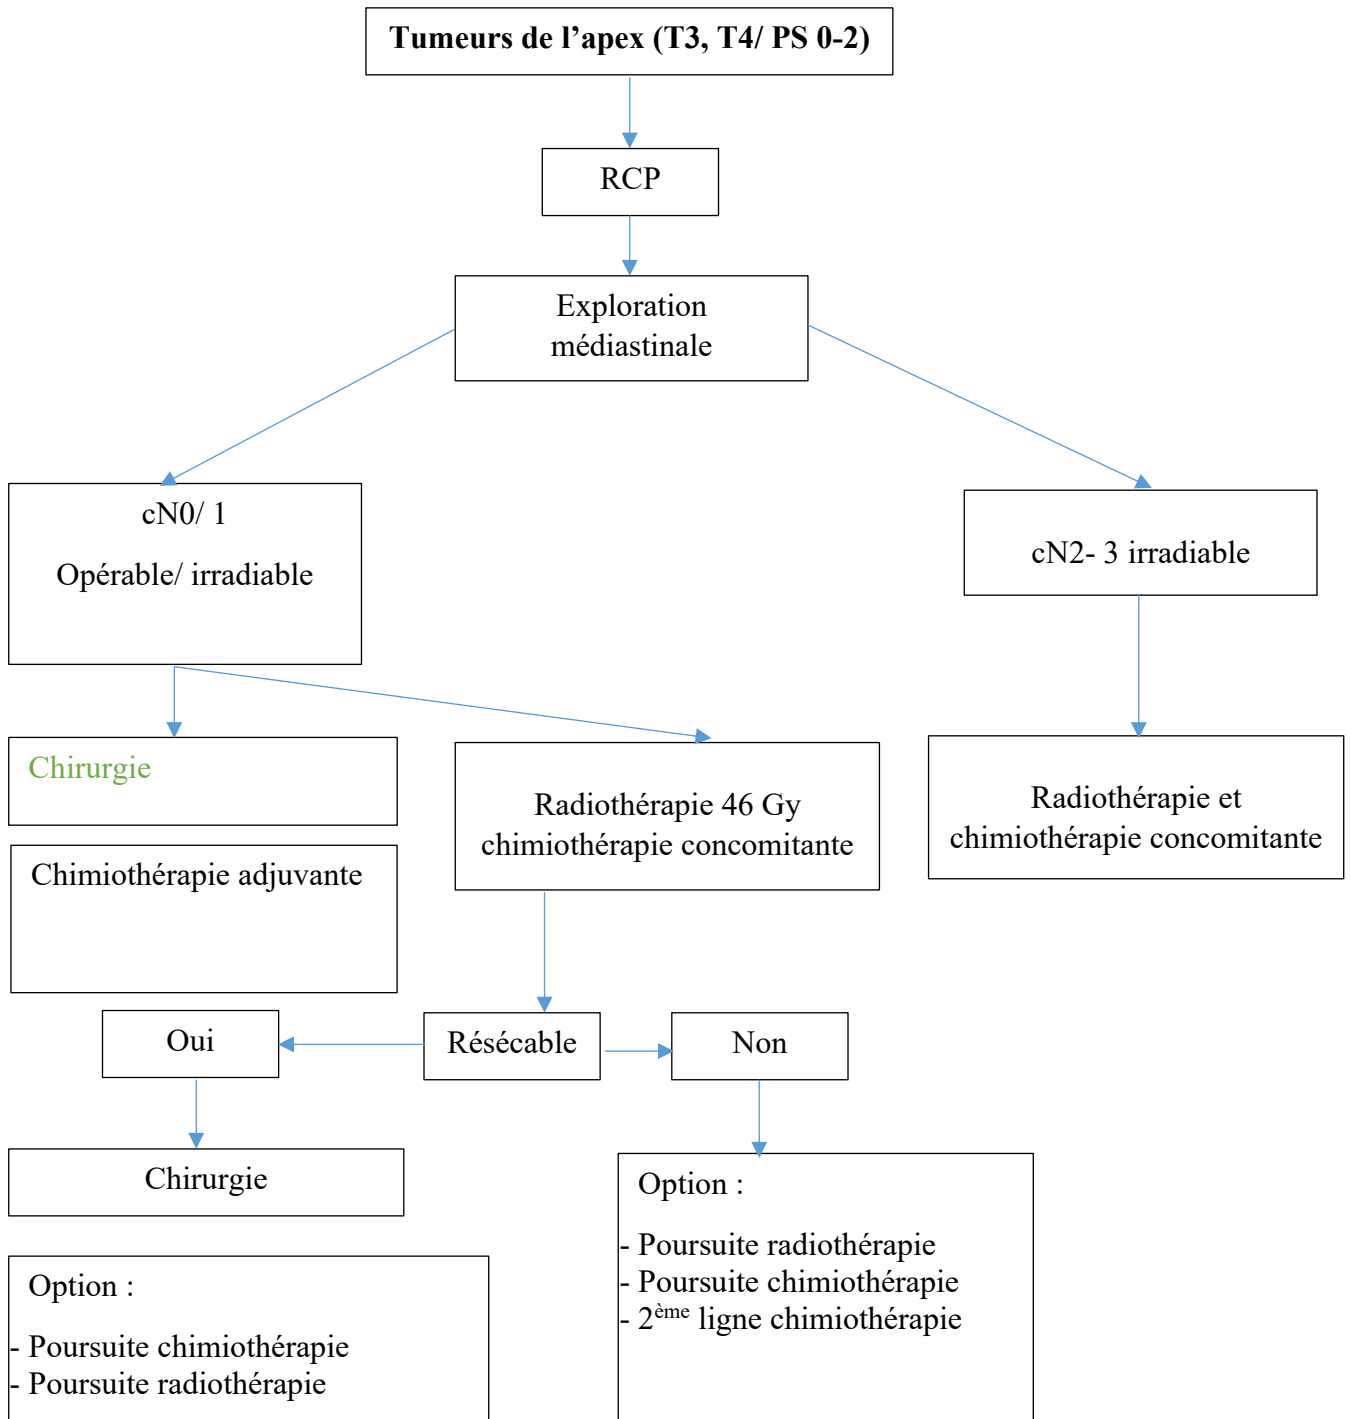 Tumeurs de l’apex (T3, T4/ PS 0-2)
RCP
Exploration
médiastinale
cN0/ 1
Opérable/ irradiable
cN2- 3 irradiable
Chirurgie
Radiothérapie 46 Gy
chimiothérapie concomitante
Radiothérapie et
chimiothérapie concomitante
Chimiothérapie adjuvante
Oui
Résécable
Non
Chirurgie
Option :
- Poursuite radiothérapie
- Poursuite chimiothérapie
- 2ème ligne chimiothérapie
Option :
- Poursuite chimiothérapie
- Poursuite radiothérapie